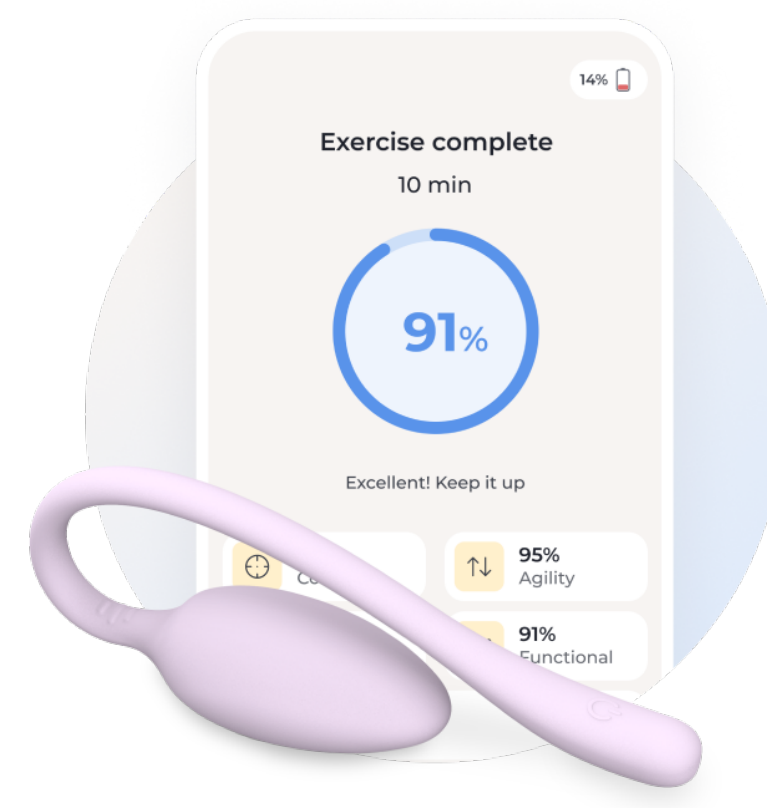 14%
Exercise complete
10 min
91%
Excellent! Keep it up
95%
Agility
91%
Functional